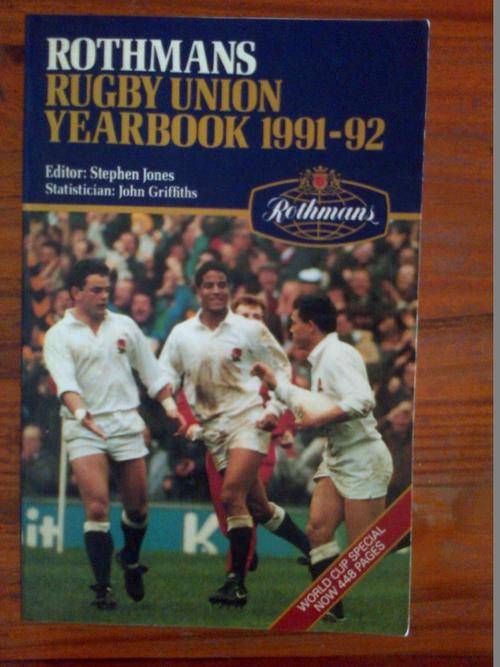 ROTHMANS
RUGBY UNION
YEARBOOK 1991-92
Editor: Stephen Jones
Statistician: John Griffiths
Rothmans
it K
WORLD CUP SPECIAL
NOW 448 PAGES